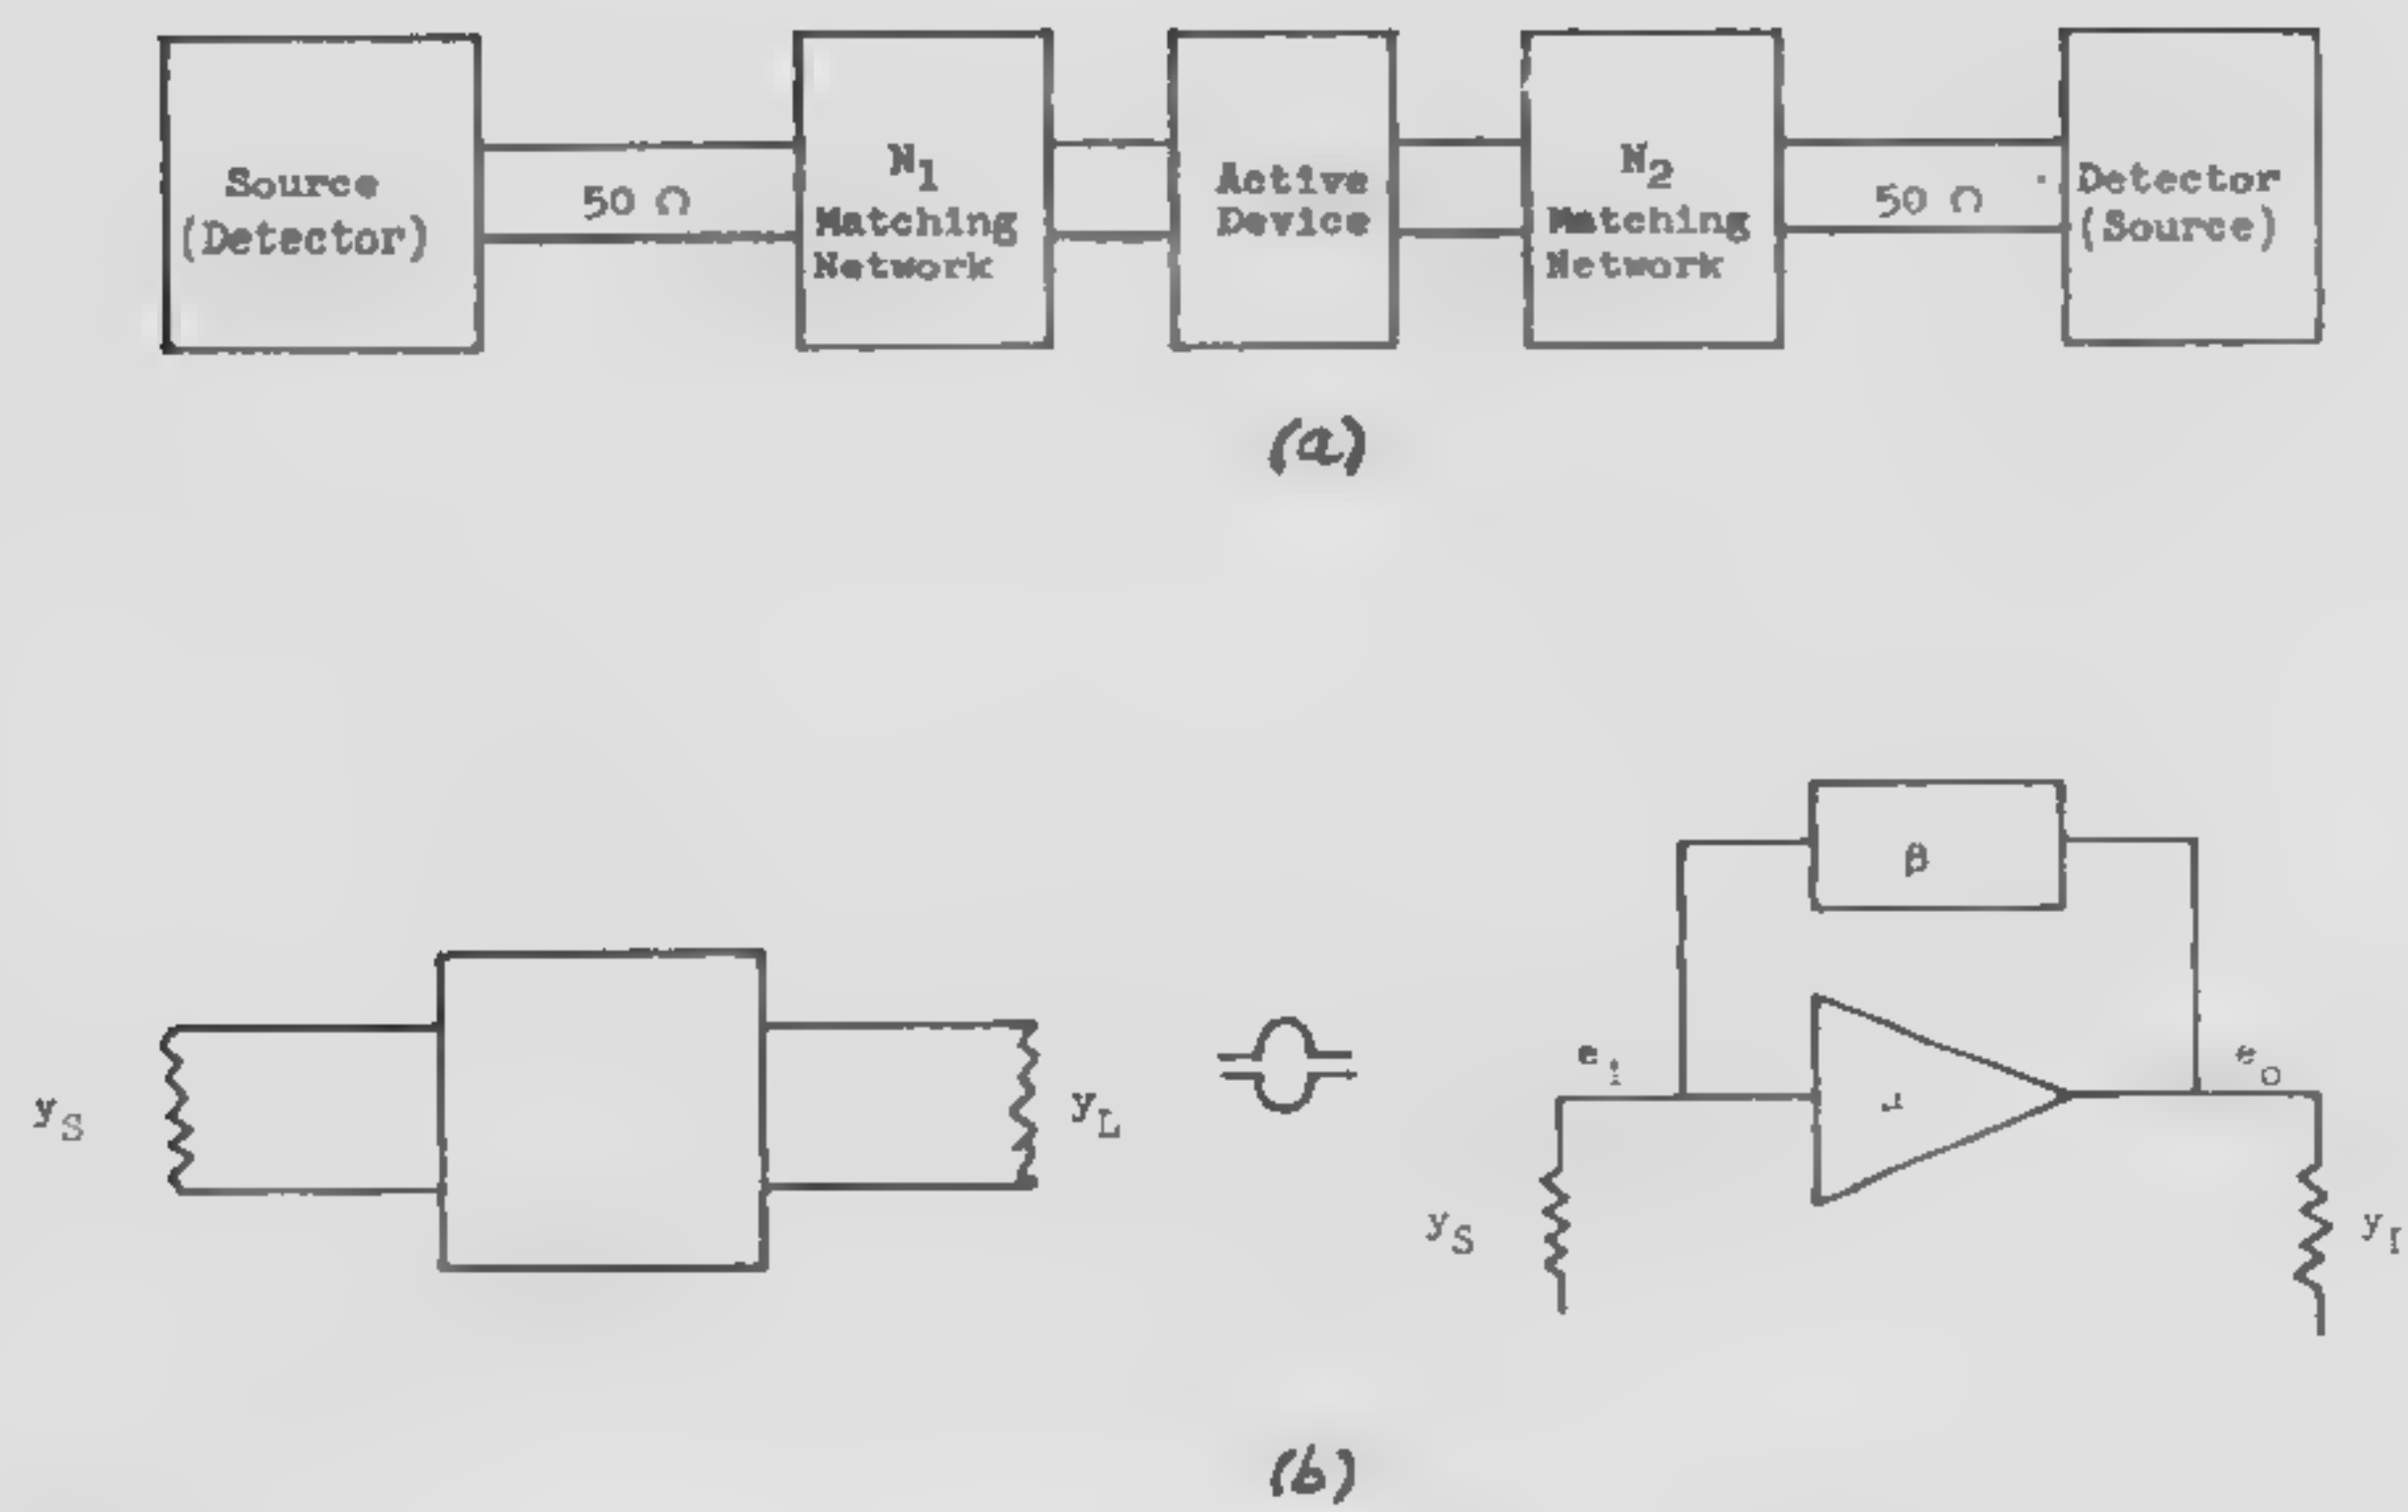 Source
(Detector)
50 Ω
N1
Matching
Network
Active
Device
N2
Matching
Network
50 Ω
Detector
(Source)
(a)
β
ei
eo
yS
yL
yS
(b)